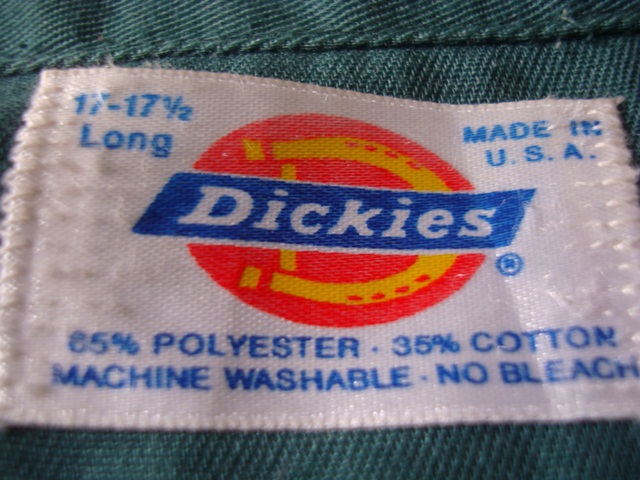 17-17½
Long
MADE IN
U.S.A.
Dickies
®
65% POLYESTER · 35% COTTON
MACHINE WASHABLE · NO BLEACH